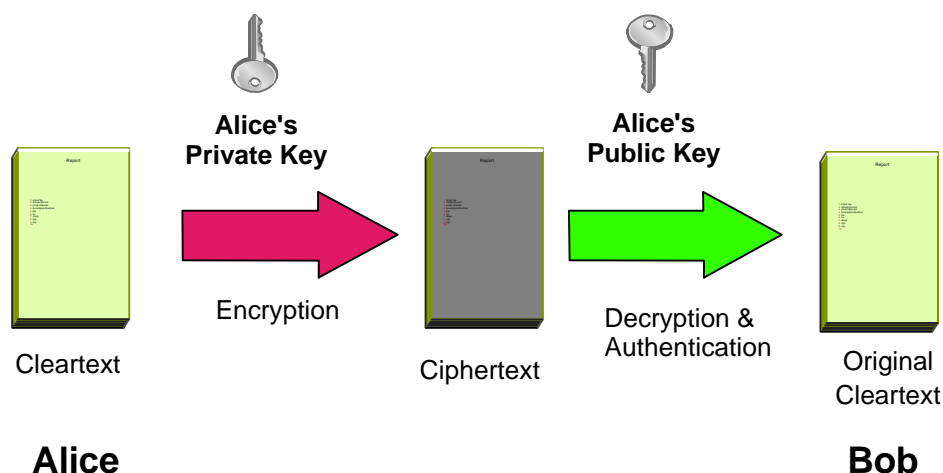 Alice's
Private Key
Alice's
Public Key
Report
Report
Report
Encryption
Decryption &
Authentication
Cleartext
Ciphertext
Original
Cleartext
Alice
Bob